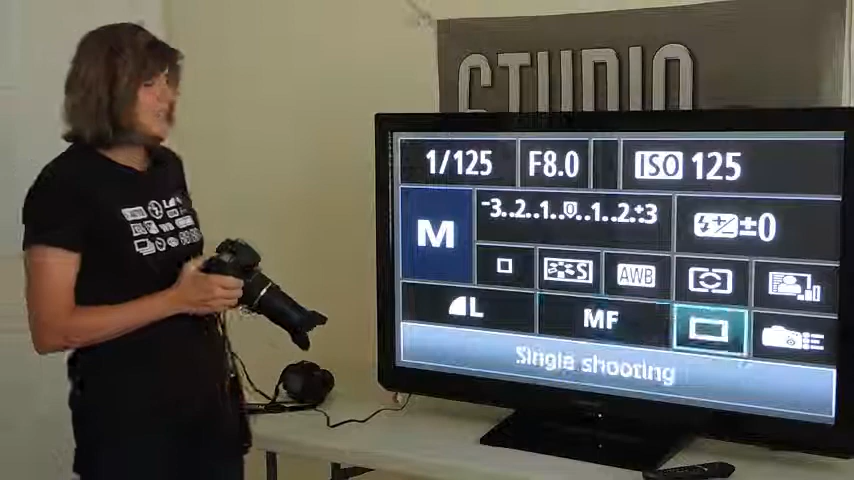 STUDIO
1/125 F8.0 ISO 125
M -3..2..1..0..1..2.:3 ±0
S AWB
L MF
Single shooting